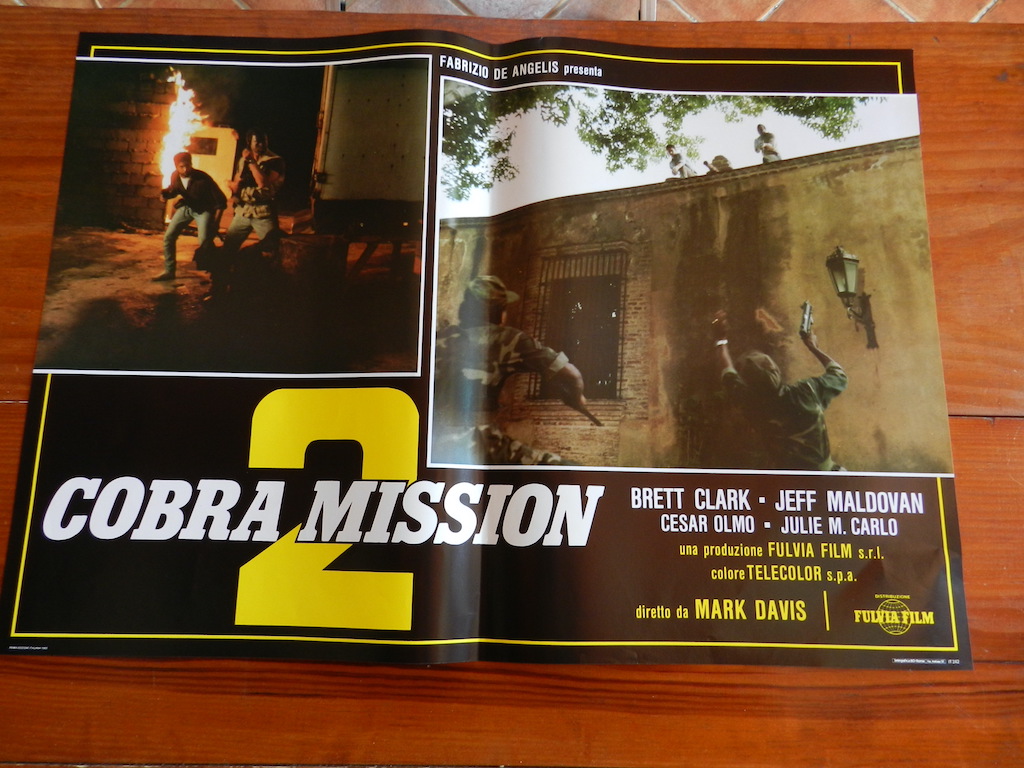 FABRIZIO DE ANGELIS presenta
2
COBRA MISSION
BRETT CLARK · JEFF MALDOVAN
CESAR OLMO · JULIE M. CARLO
una produzione FULVIA FILM s.r.l.
colore TELECOLOR s.p.a.
diretto da MARK DAVIS
DISTRIBUZIONE
FULVIA FILM